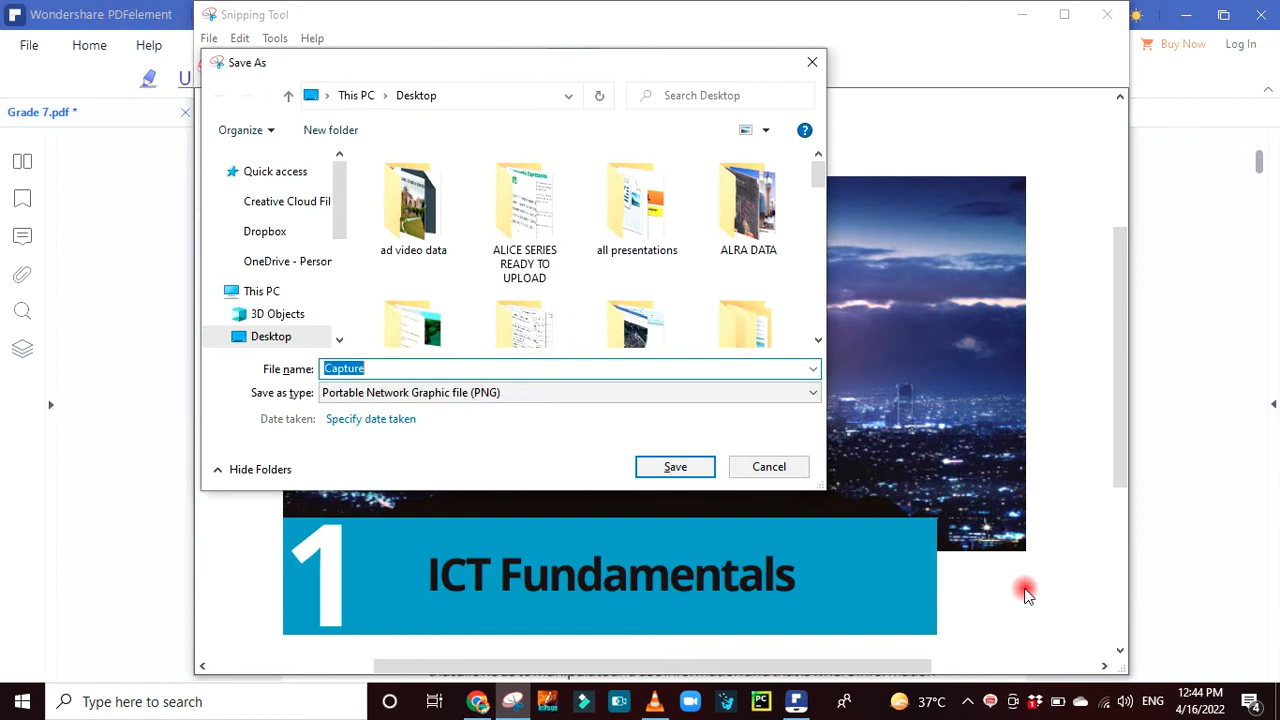 Wondershare PDFelement
Snipping Tool
File Home Help
File Edit Tools Help
Buy Now Log In
U
Grade 7.pdf *
Save As
This PC Desktop
Search Desktop
Organize New folder
Quick access
Creative Cloud Fil
Dropbox
OneDrive - Person
This PC
3D Objects
Desktop
ad video data
ALICE SERIES
READY TO
UPLOAD
all presentations
ALRA DATA
File name: Capture
Save as type: Portable Network Graphic file (PNG)
Date taken: Specify date taken
Hide Folders
Save Cancel
1 ICT Fundamentals
Type here to search
37°C
ENG
12:44 PM
4/16/2022
4